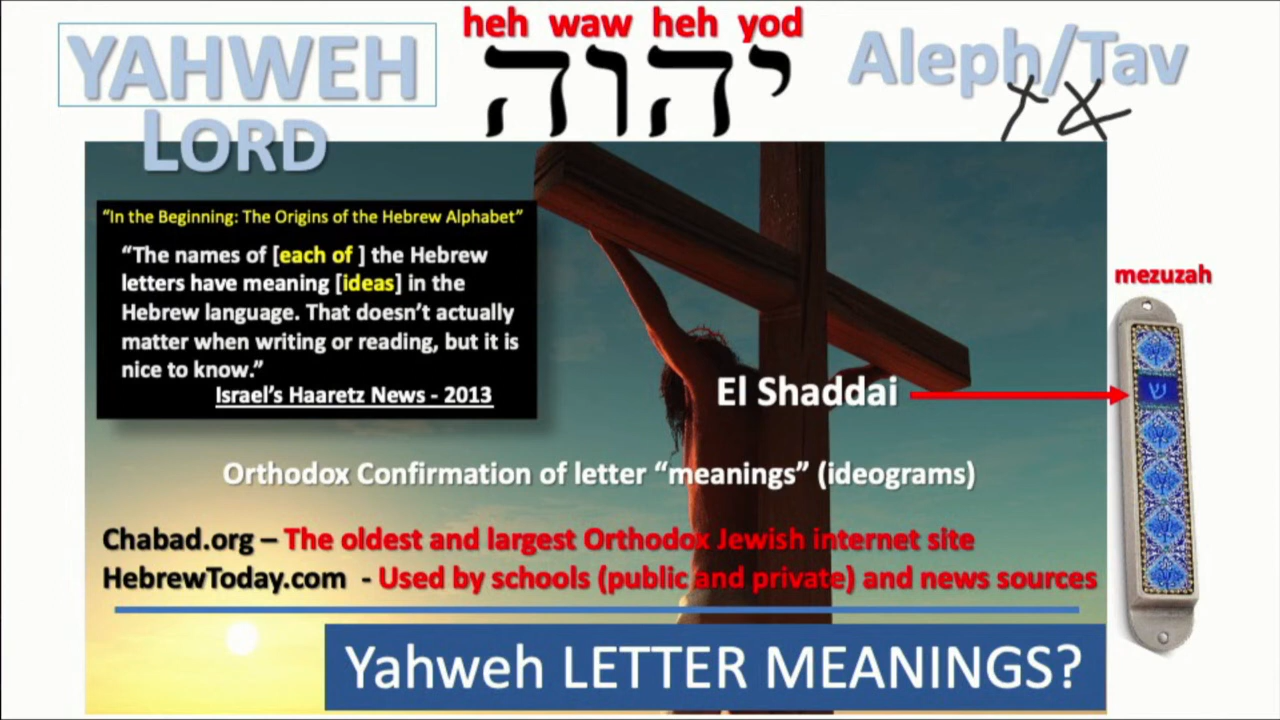 heh waw heh yod
YAHWEH
יהוה
Aleph/Tav
LORD
“In the Beginning: The Origins of the Hebrew Alphabet”
“The names of [each of ] the Hebrew
letters have meaning [ideas] in the
Hebrew language. That doesn’t actually
matter when writing or reading, but it is
nice to know.”
Israel’s Haaretz News - 2013
mezuzah
ש
El Shaddai
Orthodox Confirmation of letter “meanings” (ideograms)
Chabad.org – The oldest and largest Orthodox Jewish internet site
HebrewToday.com - Used by schools (public and private) and news sources
Yahweh LETTER MEANINGS?